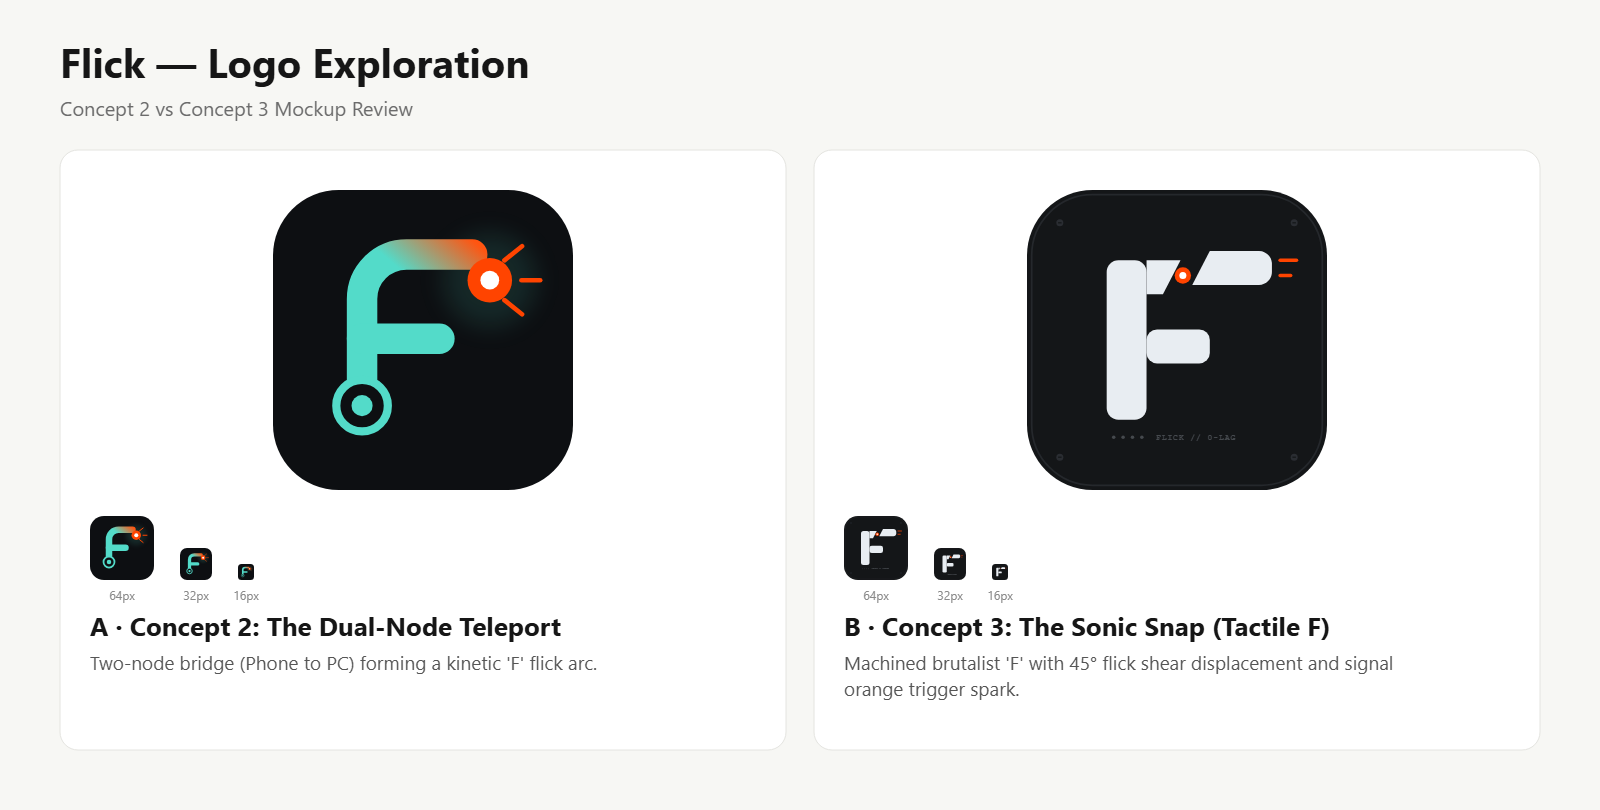 Flick — Logo Exploration
Concept 2 vs Concept 3 Mockup Review
F
F
FLICK // 0-LAG
64px 32px 16px
64px 32px 16px
A · Concept 2: The Dual-Node Teleport
Two-node bridge (Phone to PC) forming a kinetic 'F' flick arc.
B · Concept 3: The Sonic Snap (Tactile F)
Machined brutalist 'F' with 45° flick shear displacement and signal
orange trigger spark.